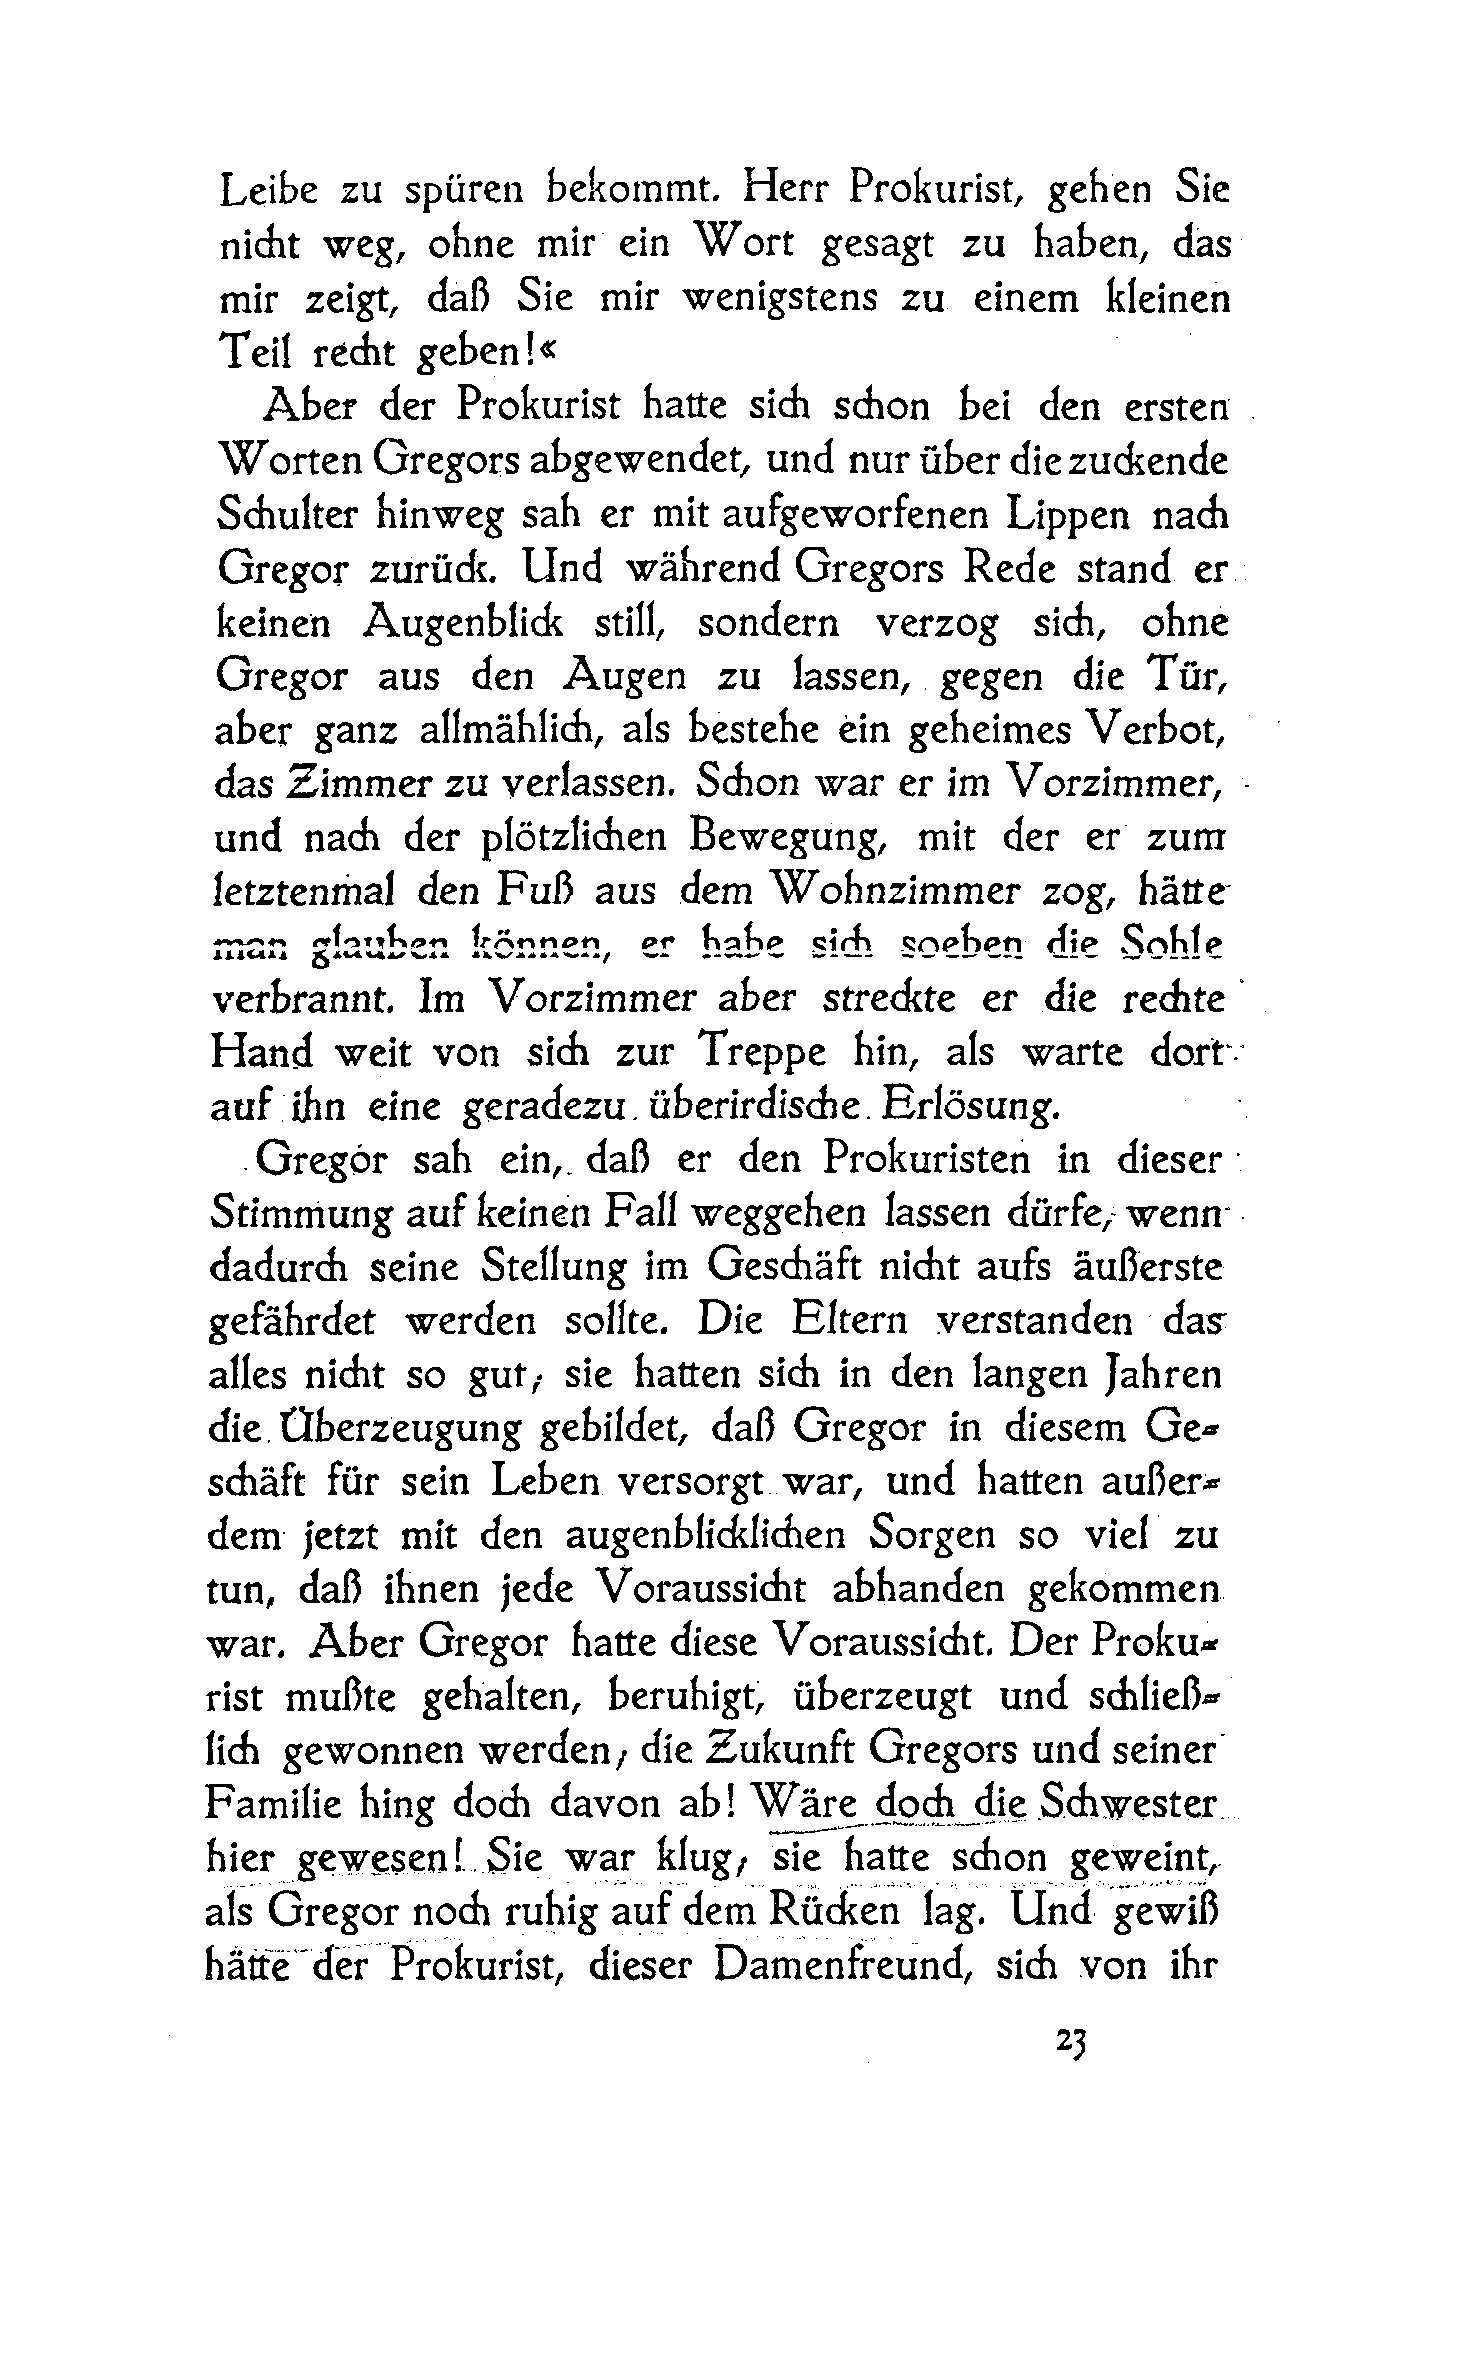 Leibe zu spüren bekommt. Herr Prokurist, gehen Sie
nicht weg, ohne mir ein Wort gesagt zu haben, das
mir zeigt, daß Sie mir wenigstens zu einem kleinen
Teil recht geben!«
Aber der Prokurist hatte sich schon bei den ersten
Worten Gregors abgewendet, und nur über die zuckende
Schulter hinweg sah er mit aufgeworfenen Lippen nach
Gregor zurück. Und während Gregors Rede stand er
keinen Augenblick still, sondern verzog sich, ohne
Gregor aus den Augen zu lassen, gegen die Tür,
aber ganz allmählich, als bestehe ein geheimes Verbot,
das Zimmer zu verlassen. Schon war er im Vorzimmer,
und nach der plötzlichen Bewegung, mit der er zum
letztenmal den Fuß aus dem Wohnzimmer zog, hätte
man glauben können, er habe sich soeben die Sohle
verbrannt. Im Vorzimmer aber streckte er die rechte
Hand weit von sich zur Treppe hin, als warte dort
auf ihn eine geradezu überirdische Erlösung.
Gregor sah ein, daß er den Prokuristen in dieser
Stimmung auf keinen Fall weggehen lassen dürfe, wenn
dadurch seine Stellung im Geschäft nicht aufs äußerste
gefährdet werden sollte. Die Eltern verstanden das
alles nicht so gut; sie hatten sich in den langen Jahren
die Überzeugung gebildet, daß Gregor in diesem Ge-
schäft für sein Leben versorgt war, und hatten außer-
dem jetzt mit den augenblicklichen Sorgen so viel zu
tun, daß ihnen jede Voraussicht abhanden gekommen
war. Aber Gregor hatte diese Voraussicht. Der Proku-
rist mußte gehalten, beruhigt, überzeugt und schließ-
lich gewonnen werden; die Zukunft Gregors und seiner
Familie hing doch davon ab! Wäre doch die Schwester
hier gewesen! Sie war klug; sie hatte schon geweint,
als Gregor noch ruhig auf dem Rücken lag. Und gewiß
hätte der Prokurist, dieser Damenfreund, sich von ihr
23